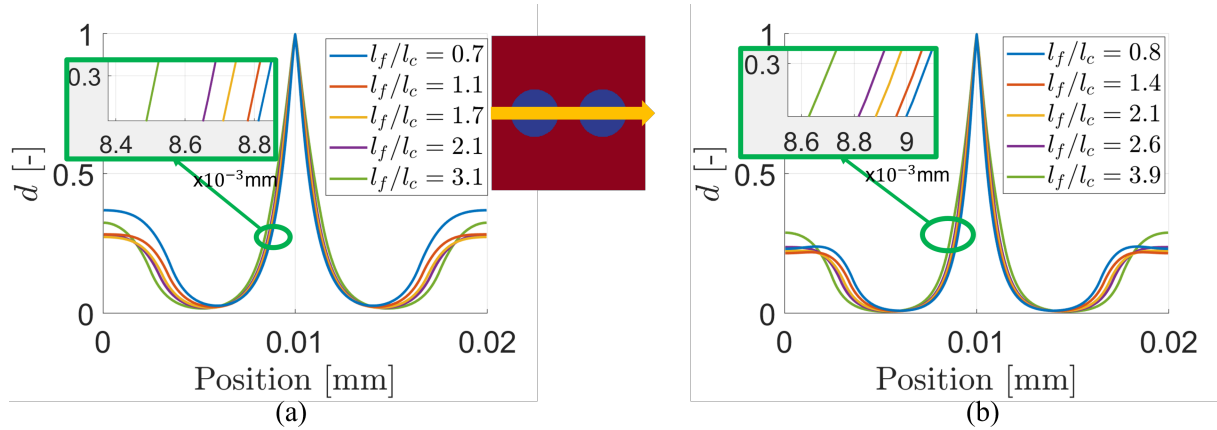 1
0.5
0
d [-]
0.3
8.4 8.6 8.8
x10⁻³mm
l_f/l_c = 0.7
l_f/l_c = 1.1
l_f/l_c = 1.7
l_f/l_c = 2.1
l_f/l_c = 3.1
0 0.01 0.02
Position [mm]
(a)
1
0.5
0
d [-]
0.3
8.6 8.8 9
x10⁻³mm
l_f/l_c = 0.8
l_f/l_c = 1.4
l_f/l_c = 2.1
l_f/l_c = 2.6
l_f/l_c = 3.9
0 0.01 0.02
Position [mm]
(b)